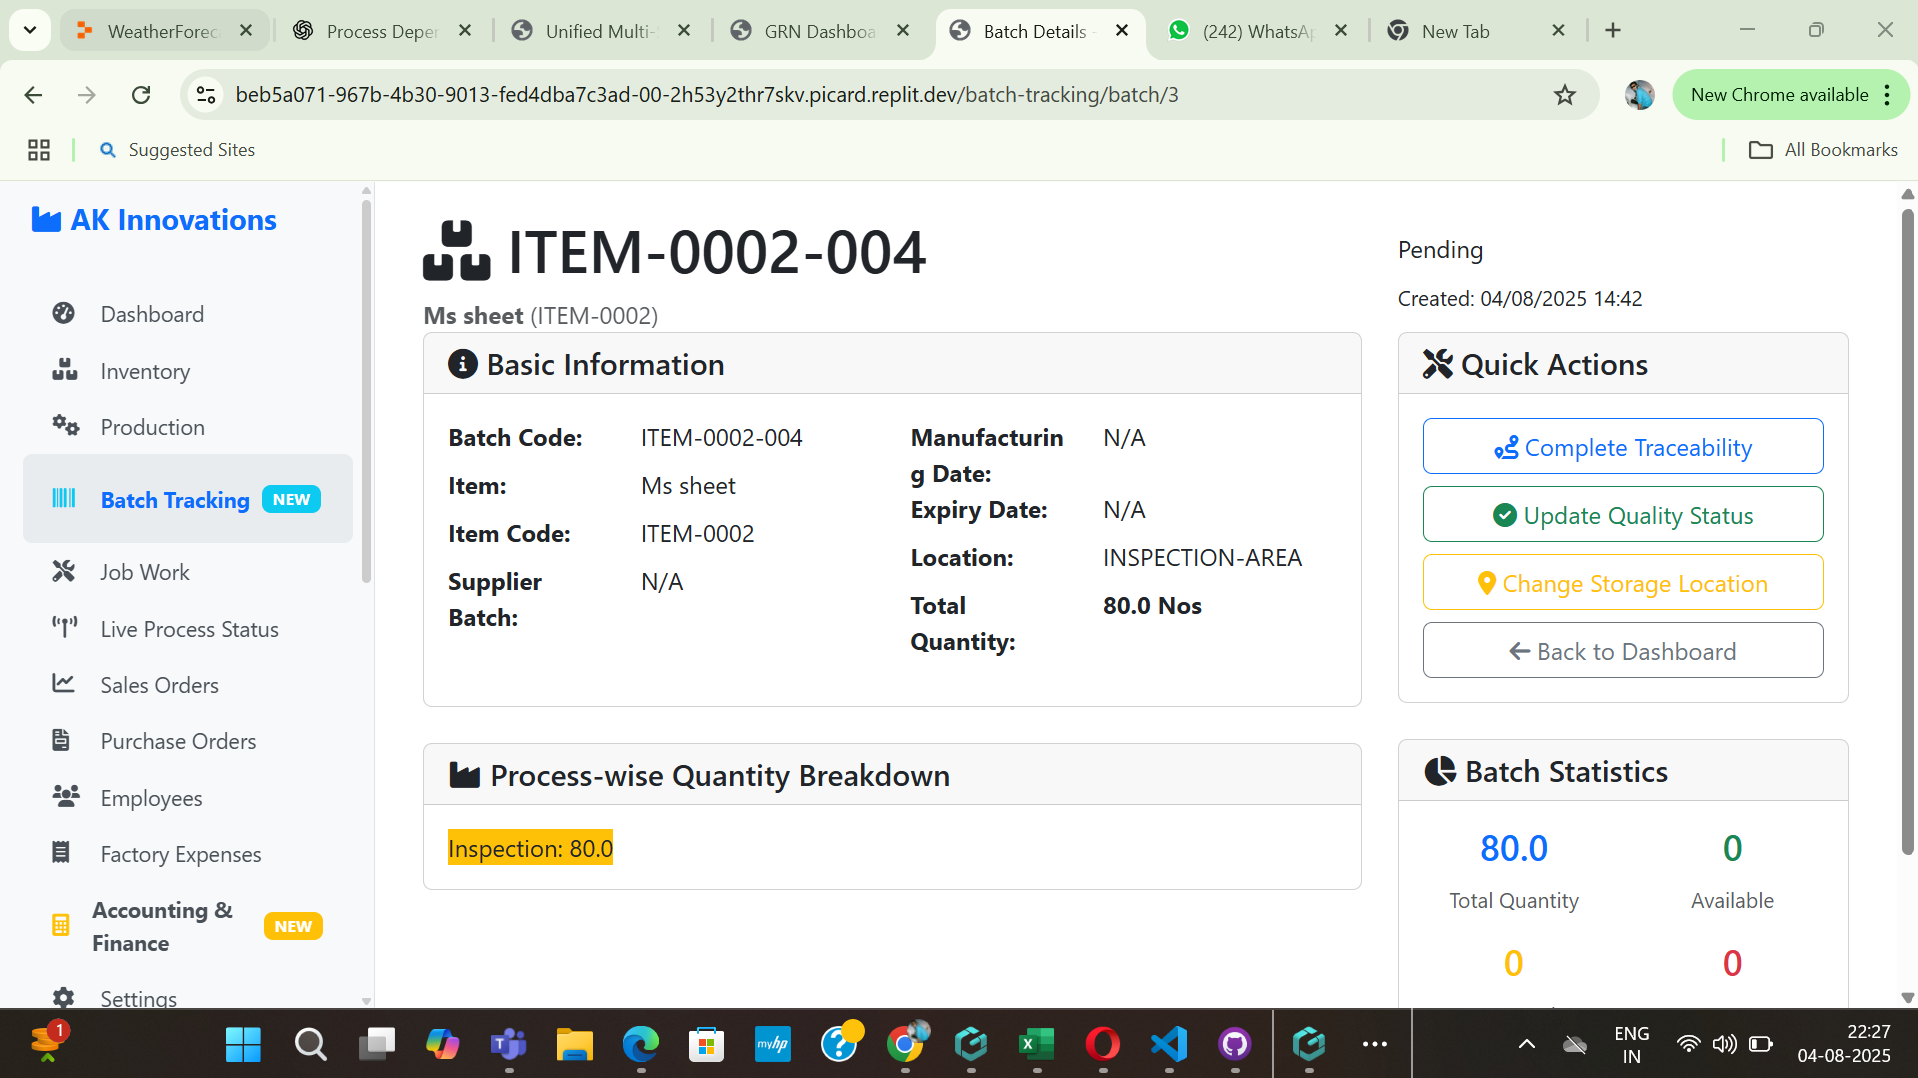 WeatherForec
Process Deper
Unified Multi-
GRN Dashboa
Batch Details -
(242) WhatsAp
New Tab
beb5a071-967b-4b30-9013-fed4dba7c3ad-00-2h53y2thr7skv.picard.replit.dev/batch-tracking/batch/3
New Chrome available
Suggested Sites
All Bookmarks
AK Innovations
Dashboard
Inventory
Production
Batch Tracking NEW
Job Work
Live Process Status
Sales Orders
Purchase Orders
Employees
Factory Expenses
Accounting &
Finance
NEW
Settings
ITEM-0002-004
Ms sheet (ITEM-0002)
Pending
Created: 04/08/2025 14:42
Basic Information
Batch Code: ITEM-0002-004
Item: Ms sheet
Item Code: ITEM-0002
Supplier
Batch:
N/A
Manufacturin
g Date:
N/A
Expiry Date: N/A
Location: INSPECTION-AREA
Total
Quantity:
80.0 Nos
Process-wise Quantity Breakdown
Inspection: 80.0
Quick Actions
Complete Traceability
Update Quality Status
Change Storage Location
Back to Dashboard
Batch Statistics
80.0
Total Quantity
0
Available
0
0
1
myhp
X
ENG
IN
22:27
04-08-2025